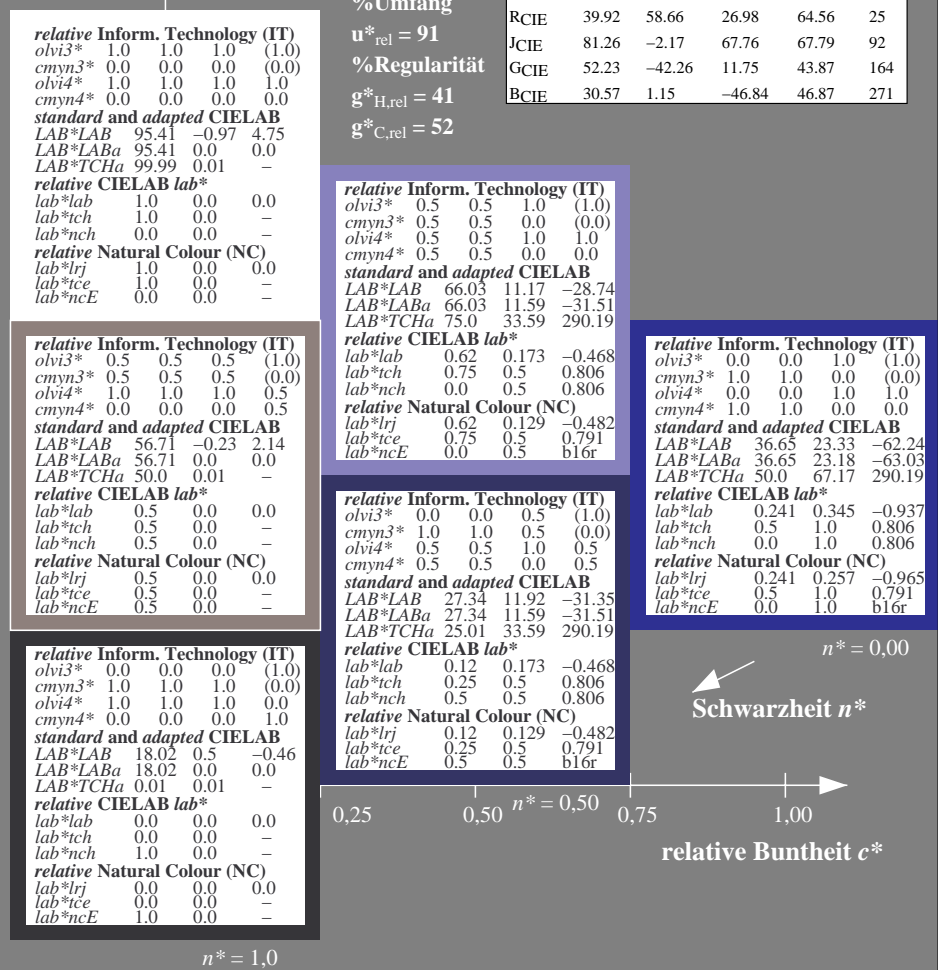 %Umfang
u*rel = 91
%Regularität
g*H,rel = 41
g*C,rel = 52
RCIE 39.92 58.66 26.98 64.56 25
JCIE 81.26 −2.17 67.76 67.79 92
GCIE 52.23 −42.26 11.75 43.87 164
BCIE 30.57 1.15 −46.84 46.87 271
relative Inform. Technology (IT)
olvi3* 1.0 1.0 1.0 (1.0)
cmyn3* 0.0 0.0 0.0 (0.0)
olvi4* 1.0 1.0 1.0 1.0
cmyn4* 0.0 0.0 0.0 0.0
standard and adapted CIELAB
LAB*LAB 95.41 −0.97 4.75
LAB*LABa 95.41 0.0 0.0
LAB*TCHa 99.99 0.01 –
relative CIELAB lab*
lab*lab 1.0 0.0 0.0
lab*tch 1.0 0.0 –
lab*nch 0.0 0.0 –
relative Natural Colour (NC)
lab*lrj 1.0 0.0 0.0
lab*tce 1.0 0.0 –
lab*ncE 0.0 0.0 –
relative Inform. Technology (IT)
olvi3* 0.5 0.5 1.0 (1.0)
cmyn3* 0.5 0.5 0.0 (0.0)
olvi4* 0.5 0.5 1.0 1.0
cmyn4* 0.5 0.5 0.0 0.0
standard and adapted CIELAB
LAB*LAB 66.03 11.17 −28.74
LAB*LABa 66.03 11.59 −31.51
LAB*TCHa 75.0 33.59 290.19
relative CIELAB lab*
lab*lab 0.62 0.173 −0.468
lab*tch 0.75 0.5 0.806
lab*nch 0.0 0.5 0.806
relative Natural Colour (NC)
lab*lrj 0.62 0.129 −0.482
lab*tce 0.75 0.5 0.791
lab*ncE 0.0 0.5 b16r
relative Inform. Technology (IT)
olvi3* 0.5 0.5 0.5 (1.0)
cmyn3* 0.5 0.5 0.5 (0.0)
olvi4* 1.0 1.0 1.0 0.5
cmyn4* 0.0 0.0 0.0 0.5
standard and adapted CIELAB
LAB*LAB 56.71 −0.23 2.14
LAB*LABa 56.71 0.0 0.0
LAB*TCHa 50.0 0.01 –
relative CIELAB lab*
lab*lab 0.5 0.0 0.0
lab*tch 0.5 0.0 –
lab*nch 0.5 0.0 –
relative Natural Colour (NC)
lab*lrj 0.5 0.0 0.0
lab*tce 0.5 0.0 –
lab*ncE 0.5 0.0 –
relative Inform. Technology (IT)
olvi3* 0.0 0.0 1.0 (1.0)
cmyn3* 1.0 1.0 0.0 (0.0)
olvi4* 0.0 0.0 1.0 1.0
cmyn4* 1.0 1.0 0.0 0.0
standard and adapted CIELAB
LAB*LAB 36.65 23.33 −62.24
LAB*LABa 36.65 23.18 −63.03
LAB*TCHa 50.0 67.17 290.19
relative CIELAB lab*
lab*lab 0.241 0.345 −0.937
lab*tch 0.5 1.0 0.806
lab*nch 0.0 1.0 0.806
relative Natural Colour (NC)
lab*lrj 0.241 0.257 −0.965
lab*tce 0.5 1.0 0.791
lab*ncE 0.0 1.0 b16r
relative Inform. Technology (IT)
olvi3* 0.0 0.0 0.5 (1.0)
cmyn3* 1.0 1.0 0.5 (0.0)
olvi4* 0.5 0.5 1.0 0.5
cmyn4* 0.5 0.5 0.0 0.5
standard and adapted CIELAB
LAB*LAB 27.34 11.92 −31.35
LAB*LABa 27.34 11.59 −31.51
LAB*TCHa 25.01 33.59 290.19
relative CIELAB lab*
lab*lab 0.12 0.173 −0.468
lab*tch 0.25 0.5 0.806
lab*nch 0.5 0.5 0.806
relative Natural Colour (NC)
lab*lrj 0.12 0.129 −0.482
lab*tce 0.25 0.5 0.791
lab*ncE 0.5 0.5 b16r
relative Inform. Technology (IT)
olvi3* 0.0 0.0 0.0 (1.0)
cmyn3* 1.0 1.0 1.0 (0.0)
olvi4* 1.0 1.0 1.0 0.0
cmyn4* 0.0 0.0 0.0 1.0
standard and adapted CIELAB
LAB*LAB 18.02 0.5 −0.46
LAB*LABa 18.02 0.0 0.0
LAB*TCHa 0.01 0.01 –
relative CIELAB lab*
lab*lab 0.0 0.0 0.0
lab*tch 0.0 0.0 –
lab*nch 1.0 0.0 –
relative Natural Colour (NC)
lab*lrj 0.0 0.0 0.0
lab*tce 0.0 0.0 –
lab*ncE 1.0 0.0 –
n* = 0,00
Schwarzheit n*
n* = 0,50
0,25 0,50 0,75 1,00
relative Buntheit c*
n* = 1,0